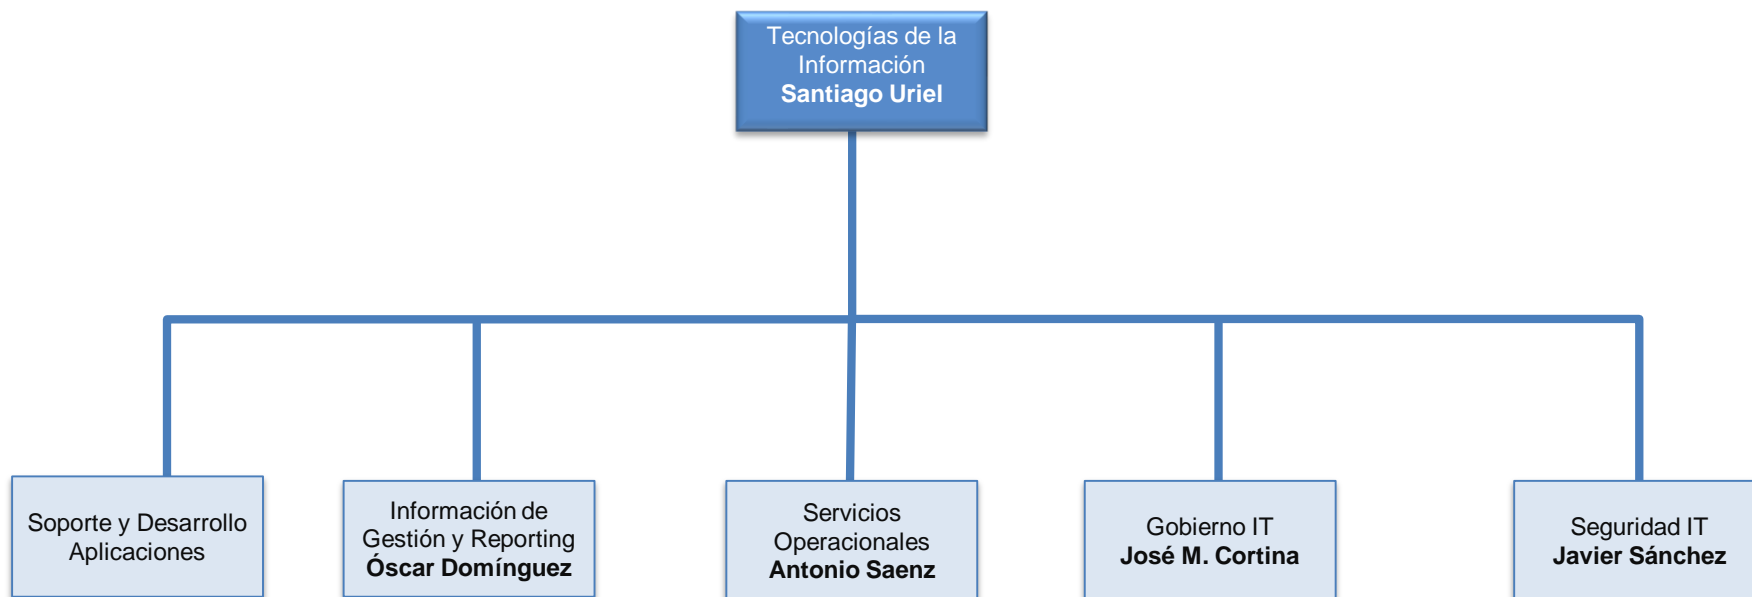 Tecnologías de la
Información
Santiago Uriel
Soporte y Desarrollo
Aplicaciones
Información de
Gestión y Reporting
Óscar Domínguez
Servicios
Operacionales
Antonio Saenz
Gobierno IT
José M. Cortina
Seguridad IT
Javier Sánchez